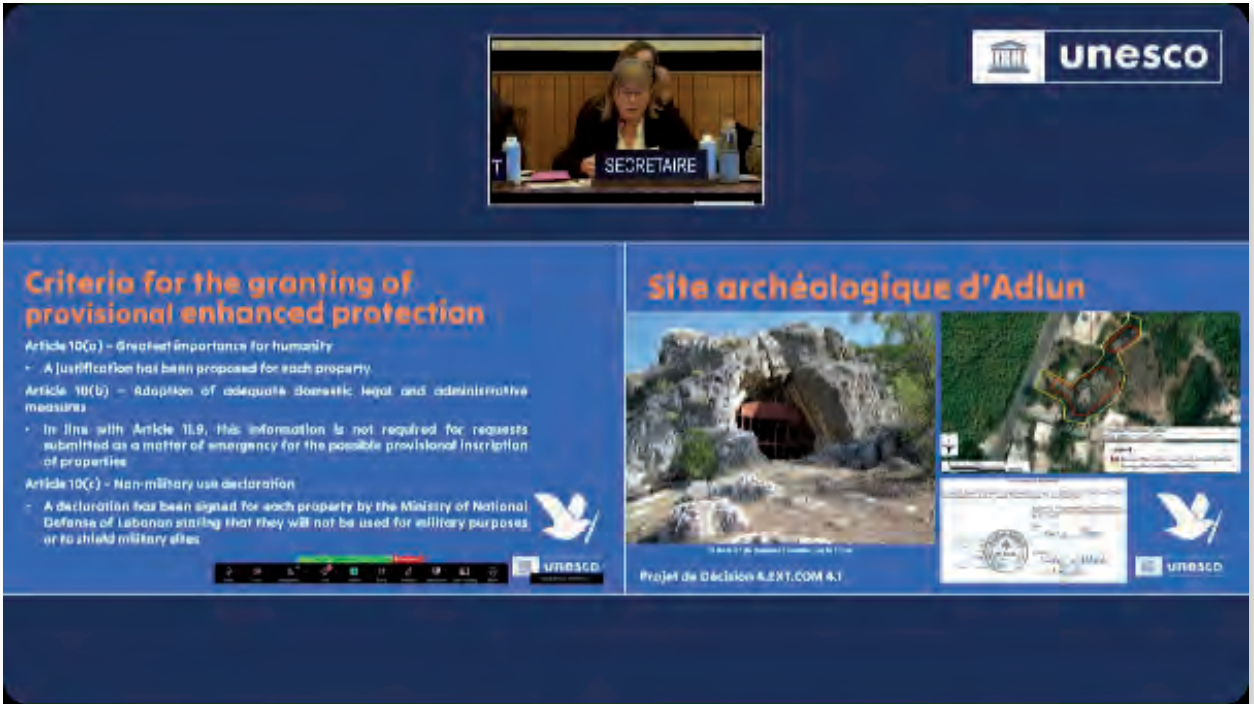 unesco
T
SECRETAIRE
Criteria for the granting of
provisional enhanced protection
Article 10(a) – Greatest importance for humanity
- A justification has been proposed for each property
Article 10(b) – Adoption of adequate domestic legal and administrative
measures
- In line with Article 11.9, this information is not required for requests
submitted as a matter of emergency for the possible provisional inscription
of properties
Article 10(c) – Non-military use declaration
- A declaration has been signed for each property by the Ministry of National
Defense of Lebanon stating that they will not be used for military purposes
or to shield military sites
unesco
Site archéologique d'Adlun
Projet de Décision 4.EXT.COM 4.1
unesco